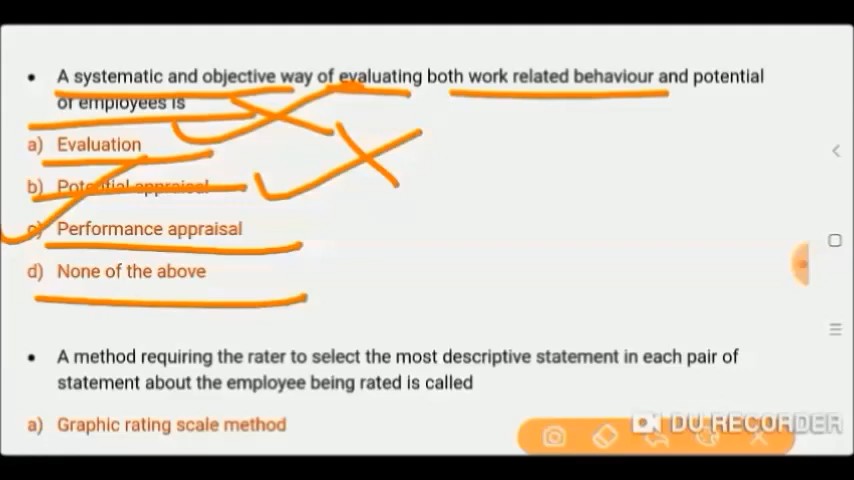 • A systematic and objective way of evaluating both work related behaviour and potential
of employees is
a) Evaluation
b) Potential appraisal
c) Performance appraisal
d) None of the above
• A method requiring the rater to select the most descriptive statement in each pair of
statement about the employee being rated is called
a) Graphic rating scale method
DU RECORDER